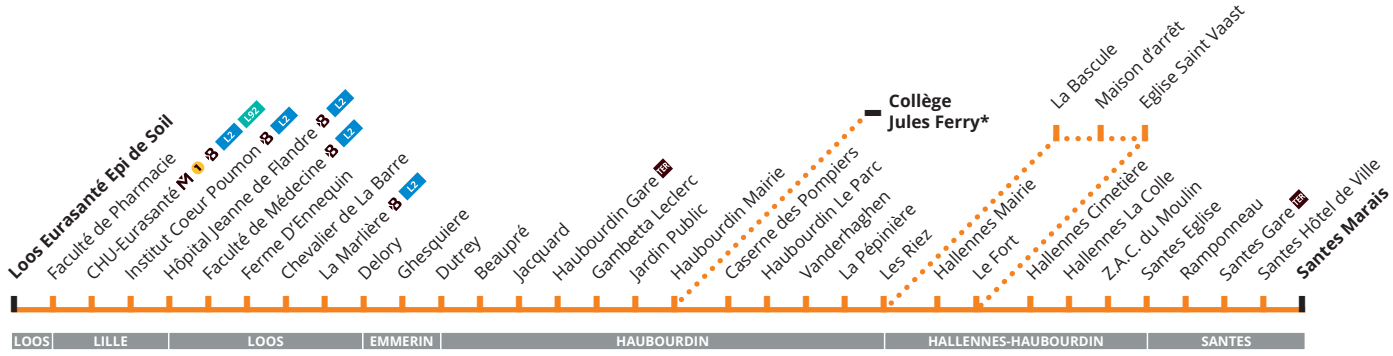 Loos Eurasanté Epi de Soil
Faculté de Pharmacie
CHU-Eurasanté M 1 B L2 L92
Institut Coeur Poumon B L2
Hôpital Jeanne de Flandre B L2
Faculté de Médecine B L2
Ferme D'Ennequin
Chevalier de La Barre
La Marlière B L2
Delory
Ghesquiere
Dutrey
Beaupré
Jacquard
Haubourdin Gare TER
Gambetta Leclerc
Jardin Public
Haubourdin Mairie
Collège
Jules Ferry*
Caserne des Pompiers
Haubourdin Le Parc
Vanderhaghen
La Pépinière
Les Riez
La Bascule
Maison d'arrêt
Eglise Saint Vaast
Hallennes Mairie
Le Fort
Hallennes Cimetière
Hallennes La Colle
Z.A.C. du Moulin
Santes Eglise
Ramponneau
Santes Gare TER
Santes Hôtel de Ville
Santes Marais
LOOS
LILLE
LOOS
EMMERIN
HAUBOURDIN
HALLENNES-HAUBOURDIN
SANTES